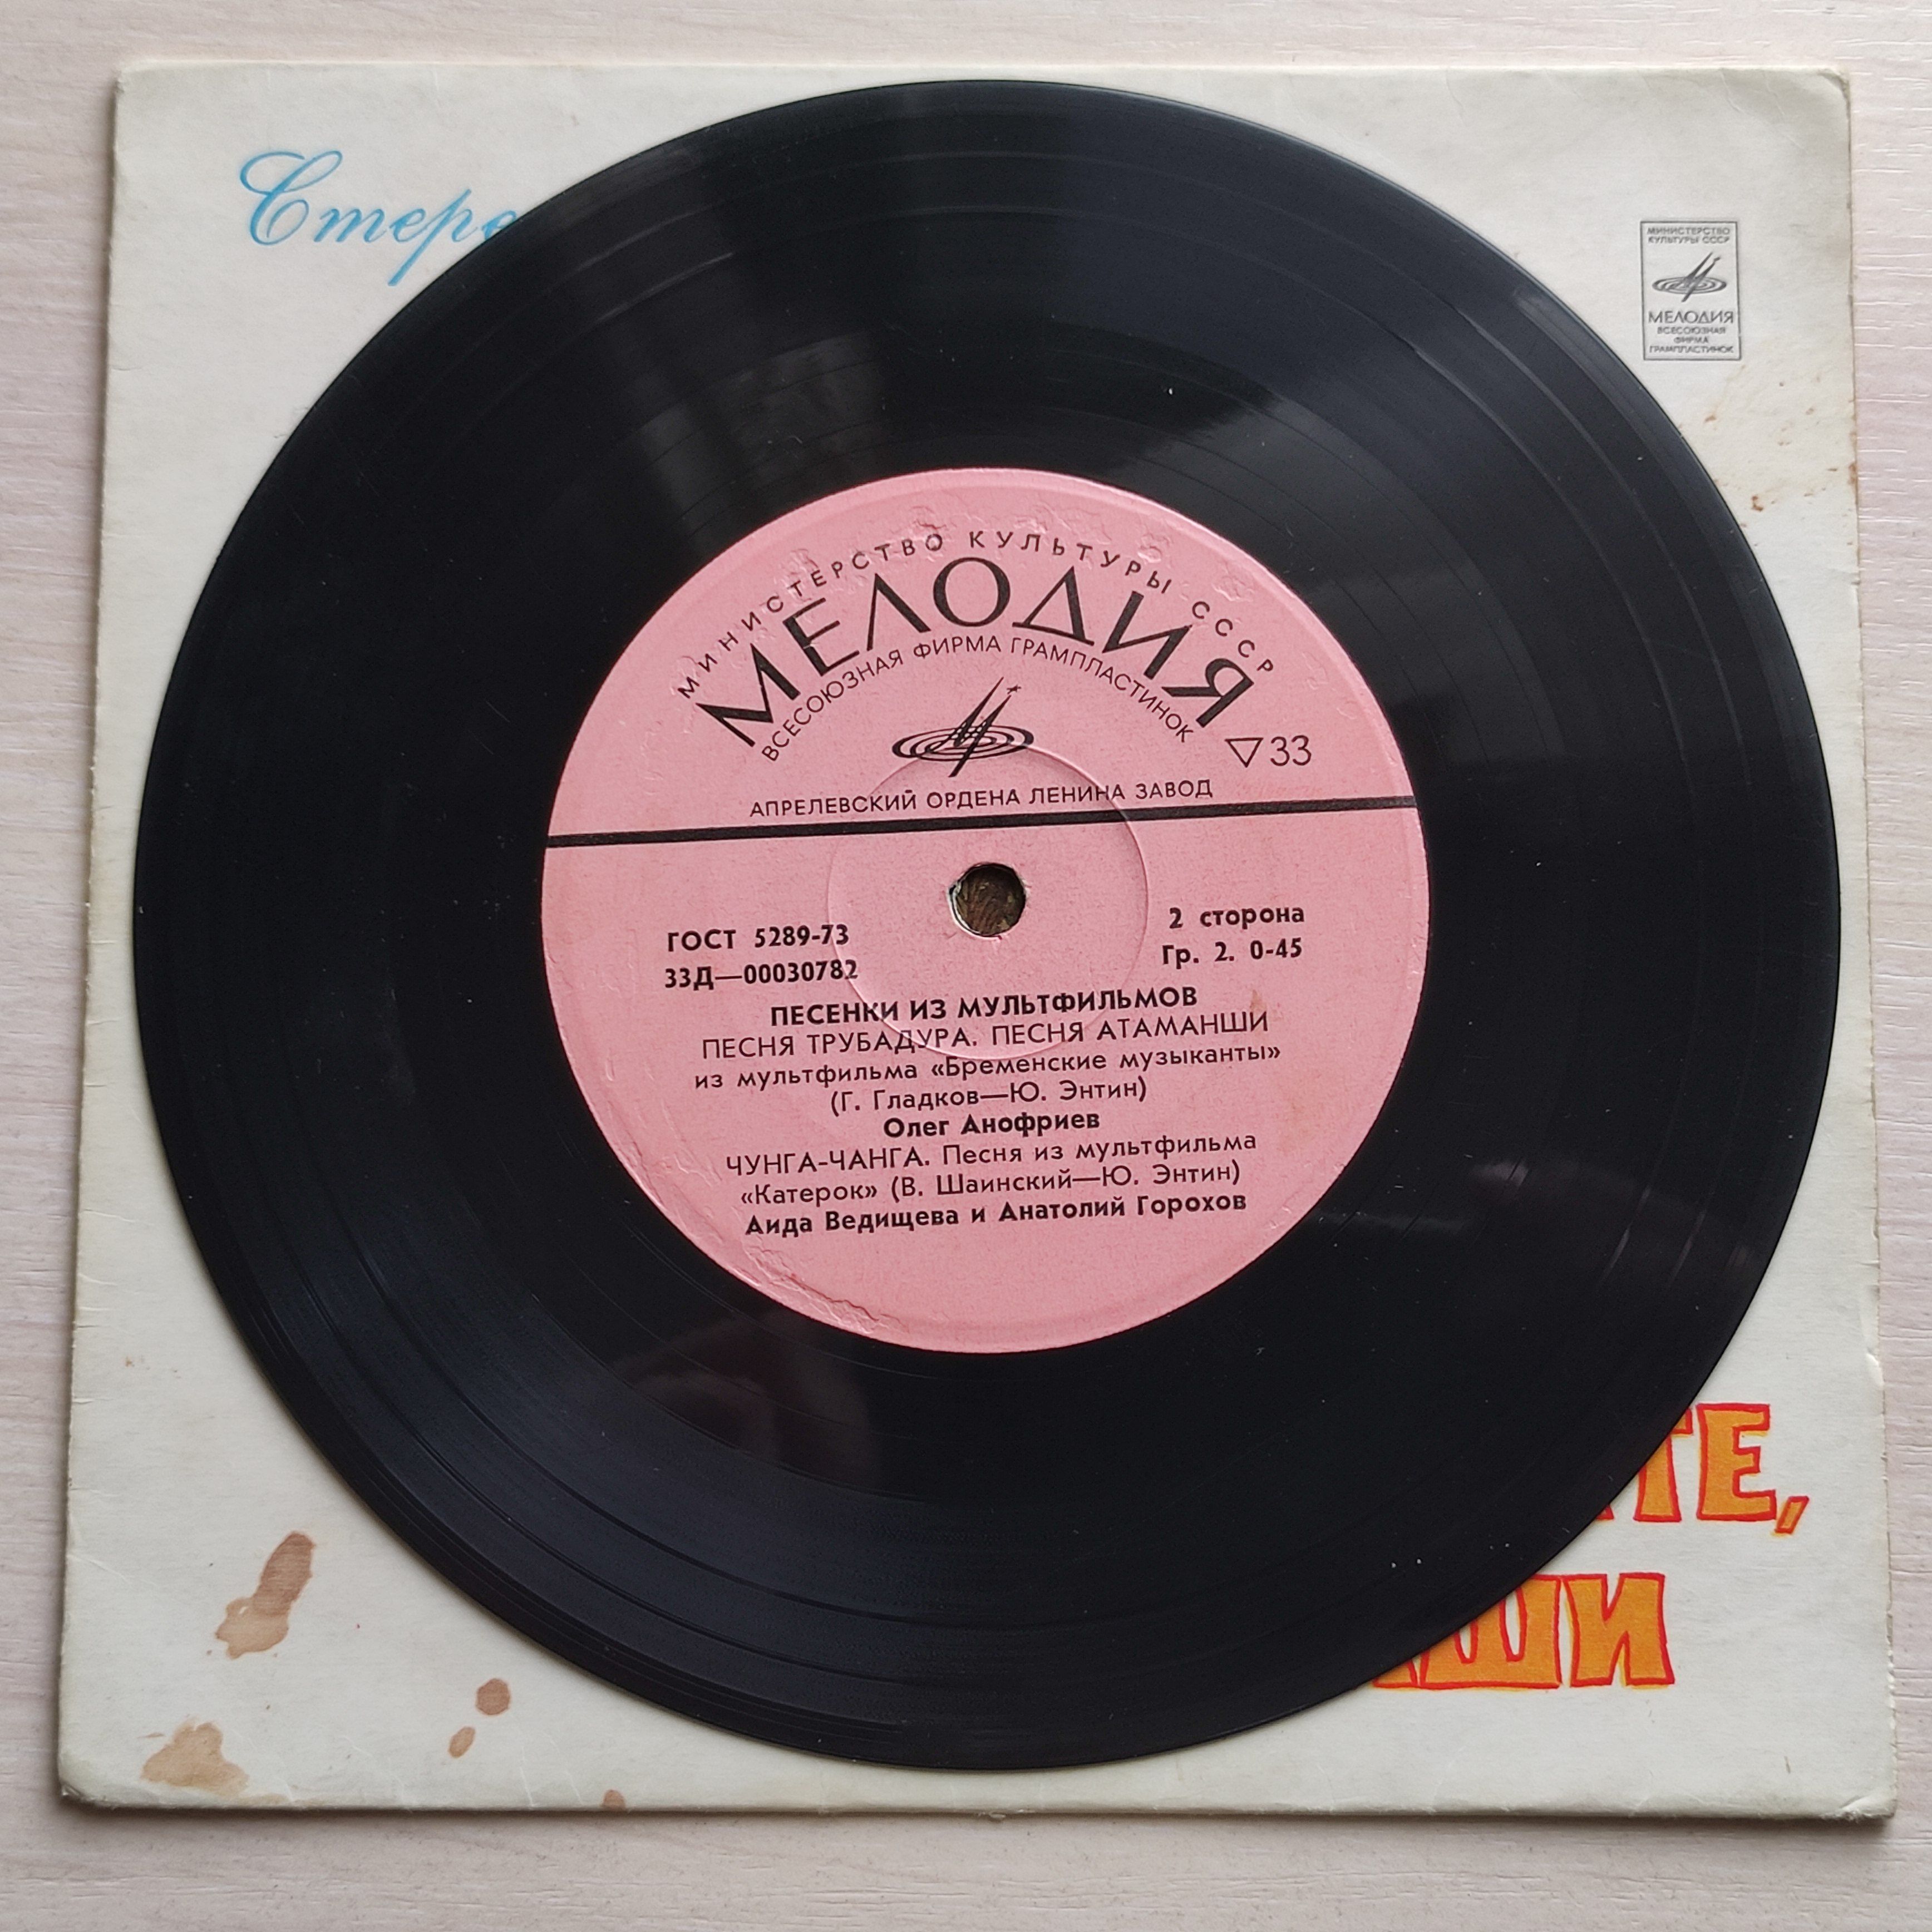 МИНИСТЕРСТВО
КУЛЬТУРЫ СССР
МЕЛОДИЯ
ВСЕСОЮЗНАЯ
ФИРМА
ГРАМПЛАСТИНОК
МИНИСТЕРСТВО КУЛЬТУРЫ СССР
МЕЛОДИЯ
ВСЕСОЮЗНАЯ ФИРМА ГРАМПЛАСТИНОК
▽33
АПРЕЛЕВСКИЙ ОРДЕНА ЛЕНИНА ЗАВОД
ГОСТ 5289-73
2 сторона
33Д—00030782
Гр. 2. 0-45
ПЕСЕНКИ ИЗ МУЛЬТФИЛЬМОВ
ПЕСНЯ ТРУБАДУРА. ПЕСНЯ АТАМАНШИ
из мультфильма «Бременские музыканты»
(Г. Гладков—Ю. Энтин)
Олег Анофриев
ЧУНГА-ЧАНГА. Песня из мультфильма
«Катерок» (В. Шаинский—Ю. Энтин)
Аида Ведищева и Анатолий Горохов